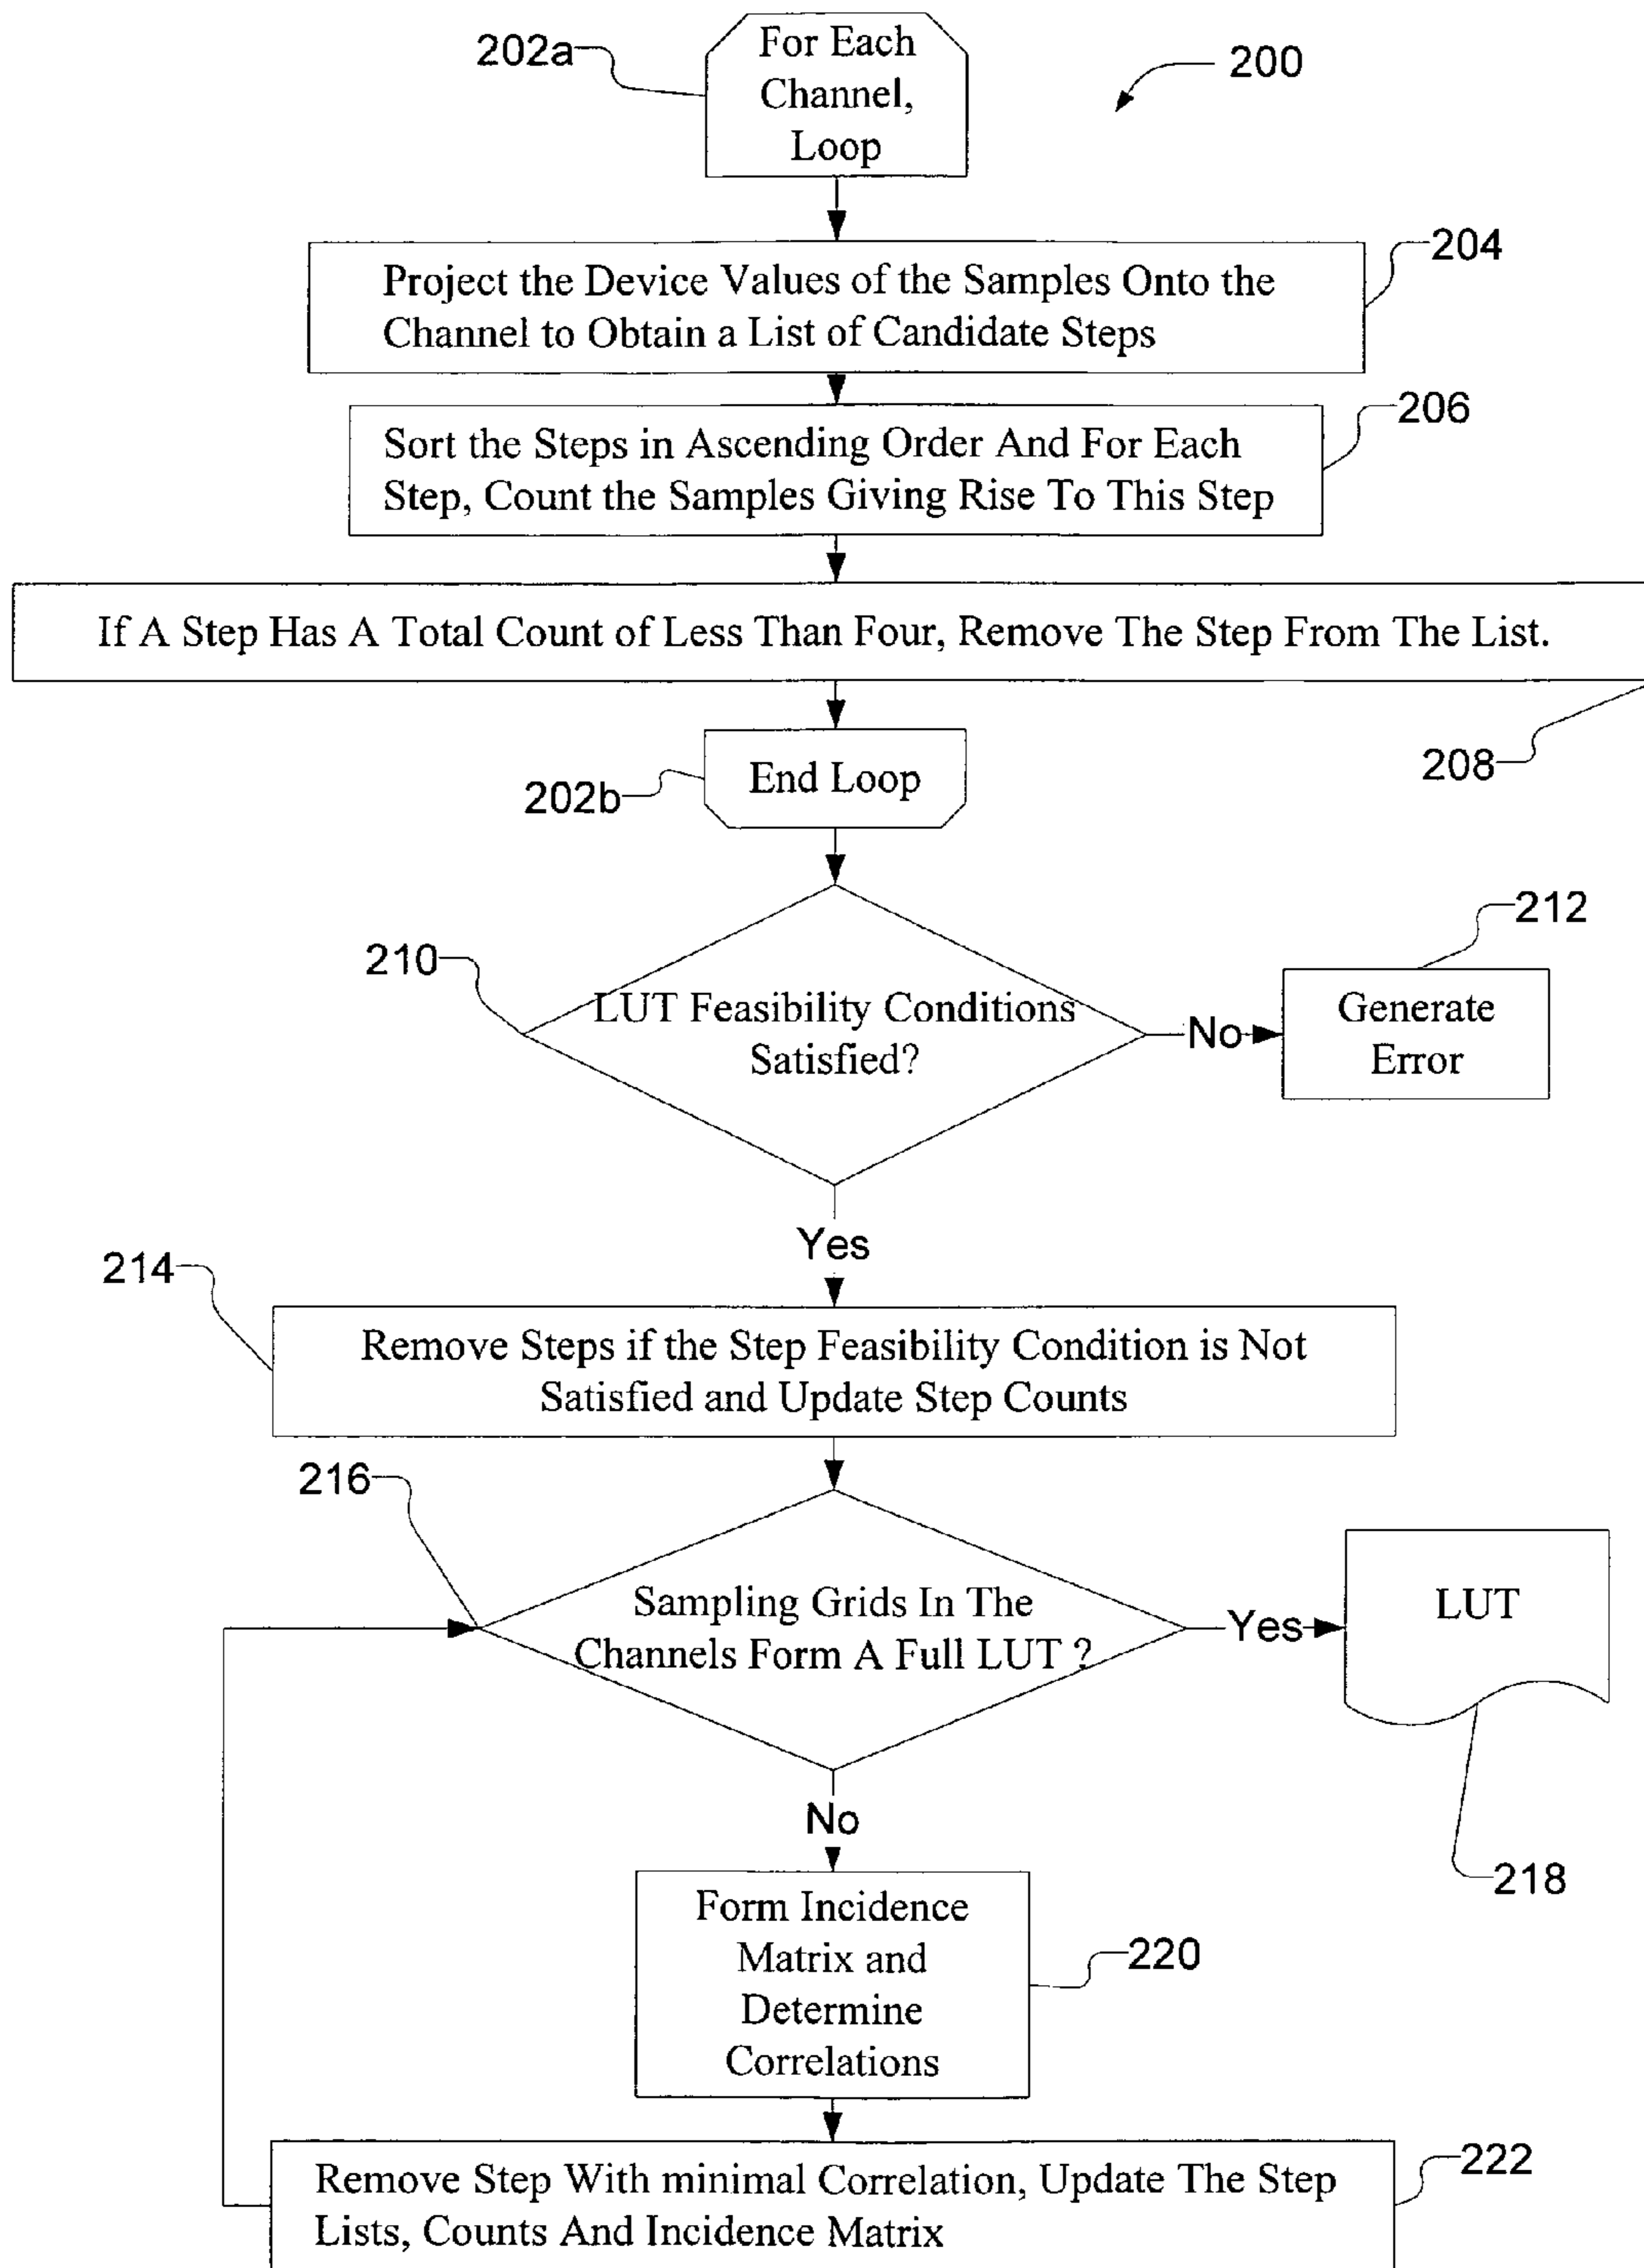 For Each
Channel,
Loop
202a
200
Project the Device Values of the Samples Onto the
Channel to Obtain a List of Candidate Steps
204
Sort the Steps in Ascending Order And For Each
Step, Count the Samples Giving Rise To This Step
206
If A Step Has A Total Count of Less Than Four, Remove The Step From The List.
208
End Loop
202b
LUT Feasibility Conditions
Satisfied?
210
No
Generate
Error
212
Yes
Remove Steps if the Step Feasibility Condition is Not
Satisfied and Update Step Counts
214
Sampling Grids In The
Channels Form A Full LUT ?
216
Yes
LUT
218
No
Form Incidence
Matrix and
Determine
Correlations
220
Remove Step With minimal Correlation, Update The Step
Lists, Counts And Incidence Matrix
222